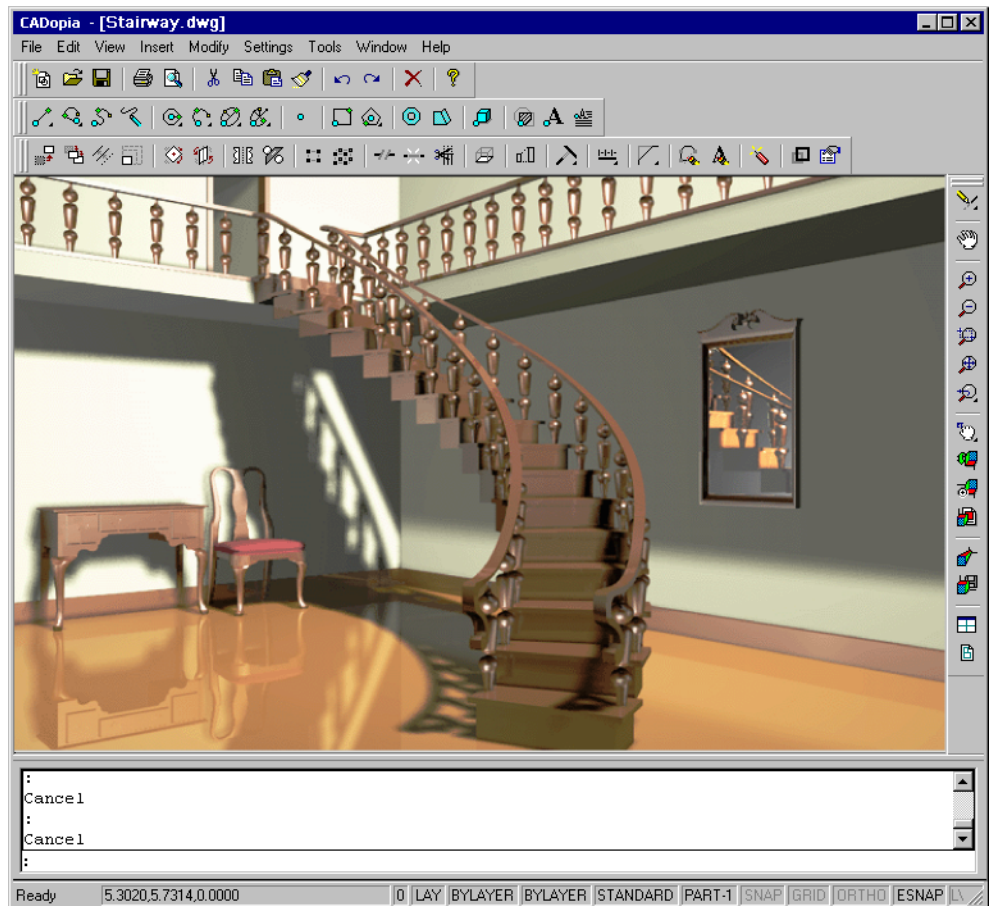 CADopia - [Stairway.dwg]
File Edit View Insert Modify Settings Tools Window Help
:
Cancel
:
Cancel
:
Ready 5.3020,5.7314,0.0000 0 LAY BYLAYER BYLAYER STANDARD PART-1 SNAP GRID ORTHO ESNAP